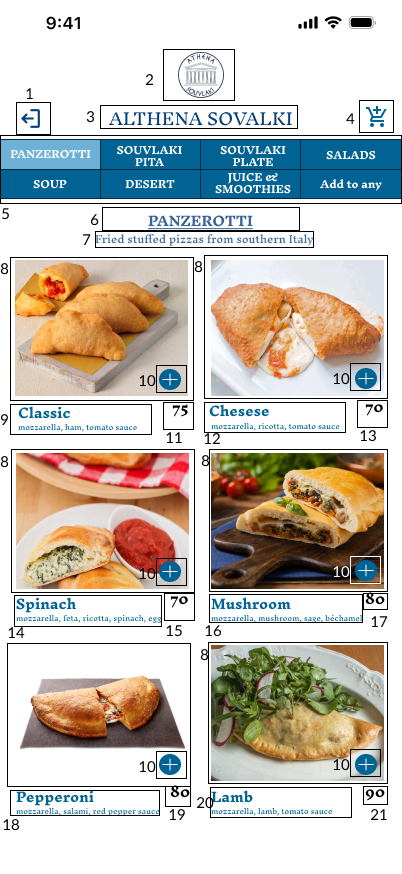 9:41
1
2
ALTHENA
SOUVLAKI
3
ALTHENA SOVALKI
4
PANZEROTTI
SOUVLAKI
PITA
SOUVLAKI
PLATE
SALADS
SOUP
DESERT
JUICE &
SMOOTHIES
Add to any
5
6
PANZEROTTI
7
Fried stuffed pizzas from southern Italy
8
8
10
10
9
Classic
75
mozzarella, ham, tomato sauce
11
Chesese
70
mozzarella, ricotta, tomato sauce
12
13
8
8
10
10
Spinach
70
mozzarella, feta, ricotta, spinach, egg
14
15
Mushroom
80
mozzarella, mushroom, sage, béchamel
16
17
8
10
10
Pepperoni
80
mozzarella, salami, red pepper sauce
18
19
20
Lamb
90
mozzarella, lamb, tomato sauce
21